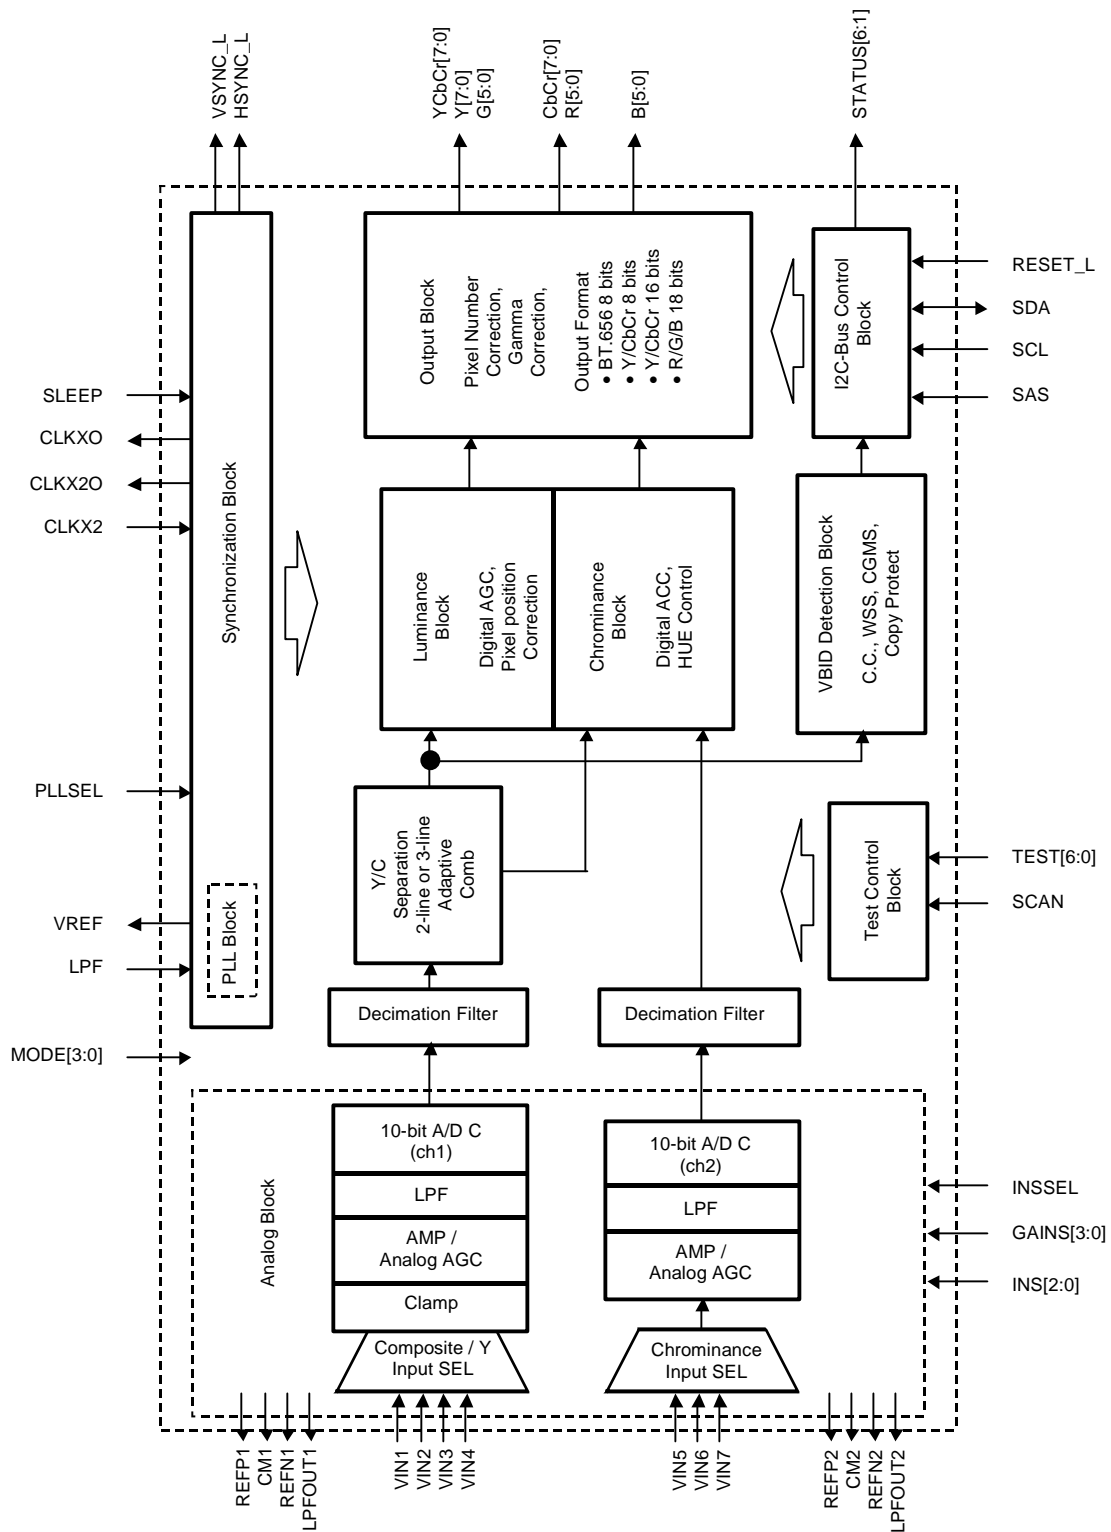 VSYNC_L
HSYNC_L
YCbCr[7:0]
Y[7:0]
G[5:0]
CbCr[7:0]
R[5:0]
B[5:0]
STATUS[6:1]
SLEEP
CLKXO
CLKX2O
CLKX2
PLLSEL
VREF
LPF
MODE[3:0]
Synchronization Block
PLL Block
Output Block
Pixel Number
Correction,
Gamma
Correction,
Output Format
• BT.656 8 bits
• Y/CbCr 8 bits
• Y/CbCr 16 bits
• R/G/B 18 bits
I2C-Bus Control
Block
RESET_L
SDA
SCL
SAS
Luminance
Block
Digital AGC,
Pixel position
Correction
Chrominance
Block
Digital ACC,
HUE Control
VBID Detection Block
C.C., WSS, CGMS,
Copy Protect
Y/C
Separation
2-line or 3-line
Adaptive
Comb
Test Control
Block
TEST[6:0]
SCAN
Decimation Filter
Decimation Filter
Analog Block
10-bit A/D C
(ch1)
LPF
AMP /
Analog AGC
Clamp
Composite / Y
Input SEL
10-bit A/D C
(ch2)
LPF
AMP /
Analog AGC
Chrominance
Input SEL
INSSEL
GAINS[3:0]
INS[2:0]
REFP1
CM1
REFN1
LPFOUT1
VIN1
VIN2
VIN3
VIN4
VIN5
VIN6
VIN7
REFP2
CM2
REFN2
LPFOUT2